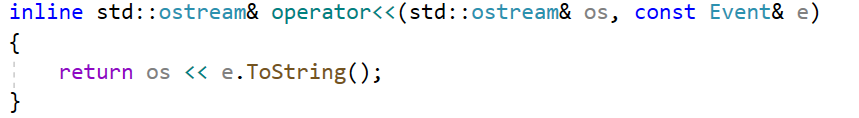 inline std::ostream& operator<<(std::ostream& os, const Event& e)
{
    return os << e.ToString();
}